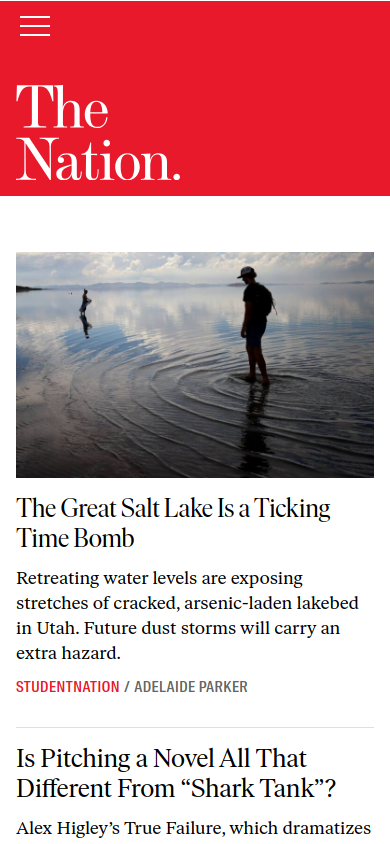 The
Nation.
The Great Salt Lake Is a Ticking
Time Bomb
Retreating water levels are exposing
stretches of cracked, arsenic-laden lakebed
in Utah. Future dust storms will carry an
extra hazard.
STUDENTNATION / ADELAIDE PARKER
Is Pitching a Novel All That
Different From “Shark Tank”?
Alex Higley’s True Failure, which dramatizes